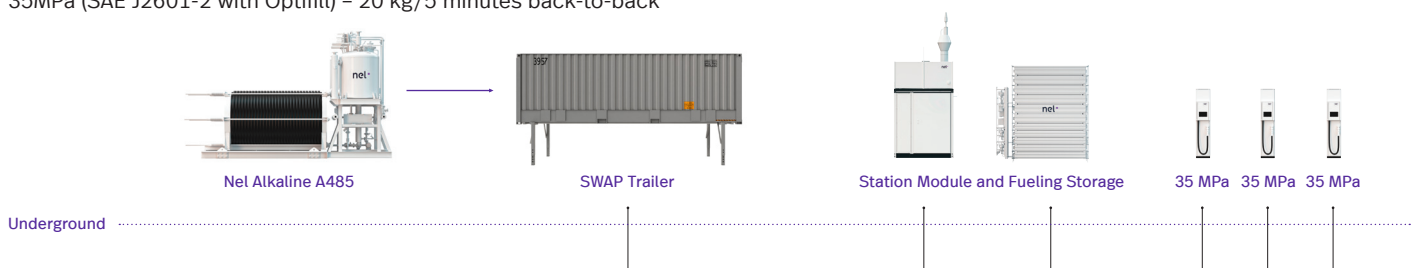 35MPa (SAE J2601-2 with Optifill) – 20 kg/5 minutes back-to-back
nel•
3957
nel•
Nel Alkaline A485
SWAP Trailer
Station Module and Fueling Storage
35 MPa 35 MPa 35 MPa
Underground